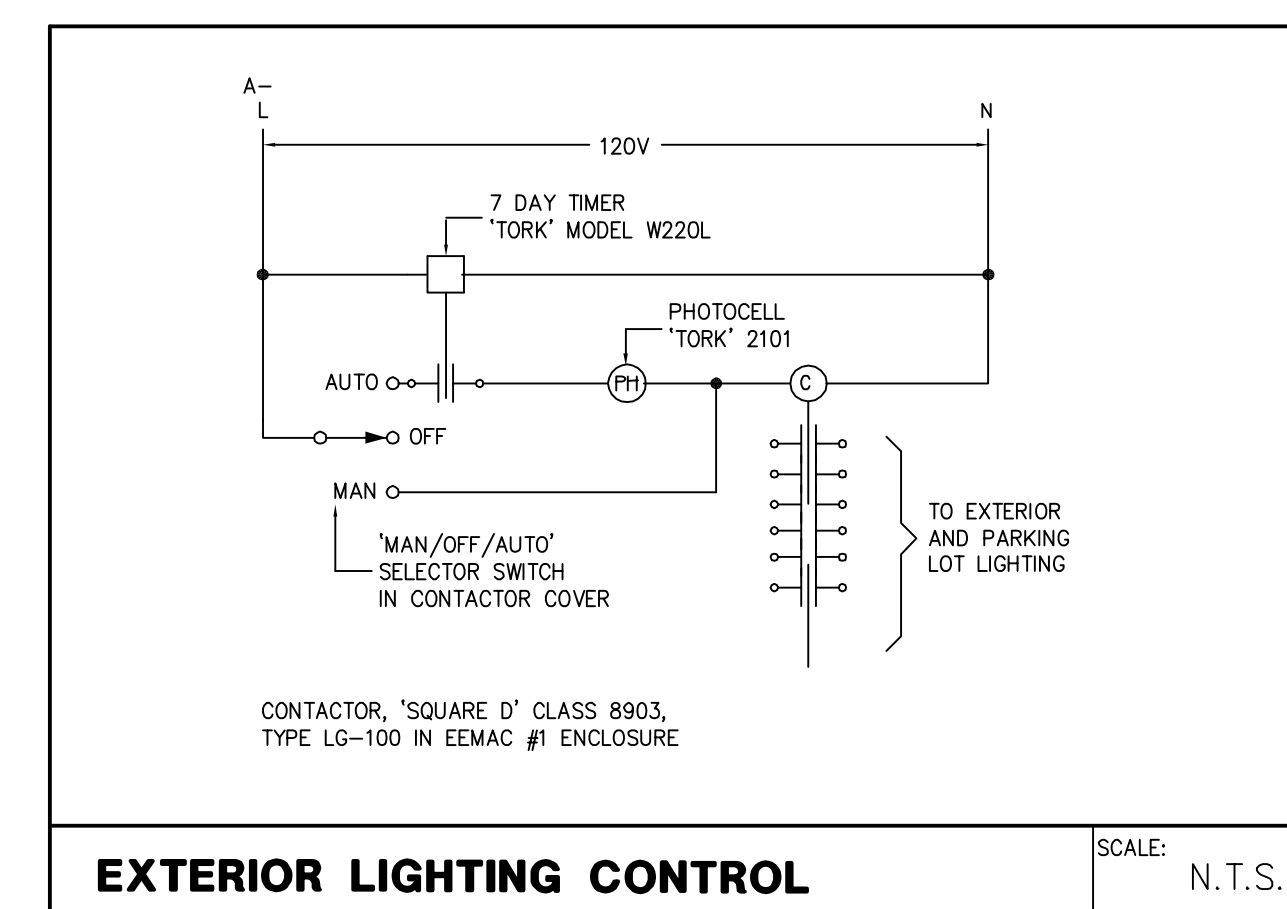 A-
L
N
120V
7 DAY TIMER
'TORK' MODEL W220L
PHOTOCELL
'TORK' 2101
AUTO
PH
C
OFF
MAN
'MAN/OFF/AUTO'
SELECTOR SWITCH
IN CONTACTOR COVER
TO EXTERIOR
AND PARKING
LOT LIGHTING
CONTACTOR, 'SQUARE D' CLASS 8903,
TYPE LG-100 IN EEMAC #1 ENCLOSURE
EXTERIOR LIGHTING CONTROL
SCALE:
N.T.S.